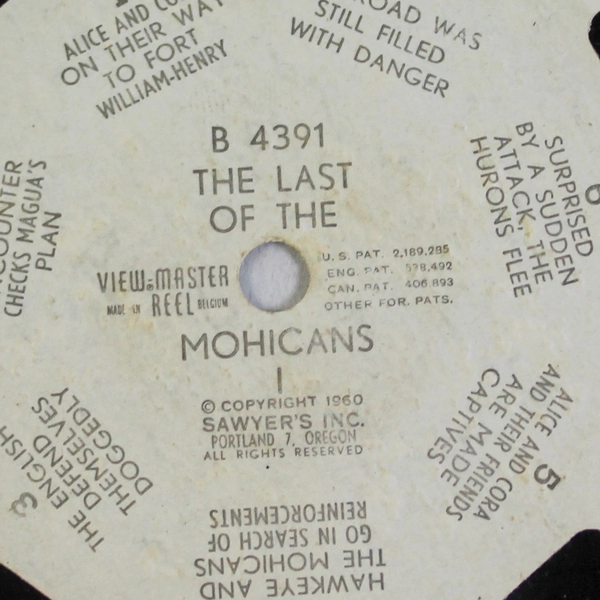 B 4391
THE LAST
OF THE
VIEW-MASTER
MADE IN REEL BELGIUM
U.S. PAT. 2,189,285
ENG. PAT. 538,492
CAN. PAT. 406,893
OTHER FOR. PATS.
MOHICANS
I
© COPYRIGHT 1960
SAWYER'S INC.
PORTLAND 7, OREGON
ALL RIGHTS RESERVED
ALICE AND
ON THEIR WAY
TO FORT
WILLIAM-HENRY
ROAD WAS
STILL FILLED
WITH DANGER
6
SURPRISED
BY A SUDDEN
ATTACK, THE
HURONS FLEE
5
ALICE AND CORA
AND THEIR FRIENDS
ARE MADE
CAPTIVES
HAWKEYE AND
THE MOHICANS
GO IN SEARCH OF
REINFORCEMENTS
3
THE ENGLISH
DEFEND
THEMSELVES
DOGGEDLY
CHECKS MAGUA'S
PLAN